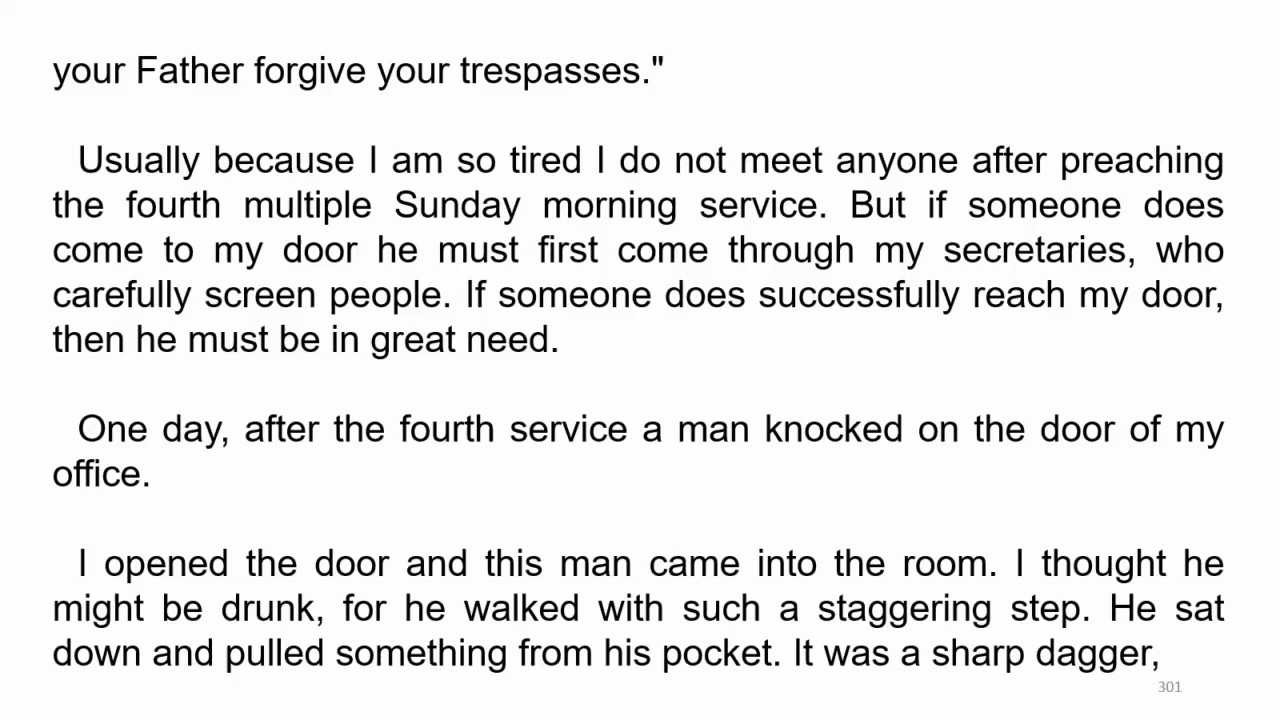 your Father forgive your trespasses."
Usually because I am so tired I do not meet anyone after preaching
the fourth multiple Sunday morning service. But if someone does
come to my door he must first come through my secretaries, who
carefully screen people. If someone does successfully reach my door,
then he must be in great need.
One day, after the fourth service a man knocked on the door of my
office.
I opened the door and this man came into the room. I thought he
might be drunk, for he walked with such a staggering step. He sat
down and pulled something from his pocket. It was a sharp dagger,
301